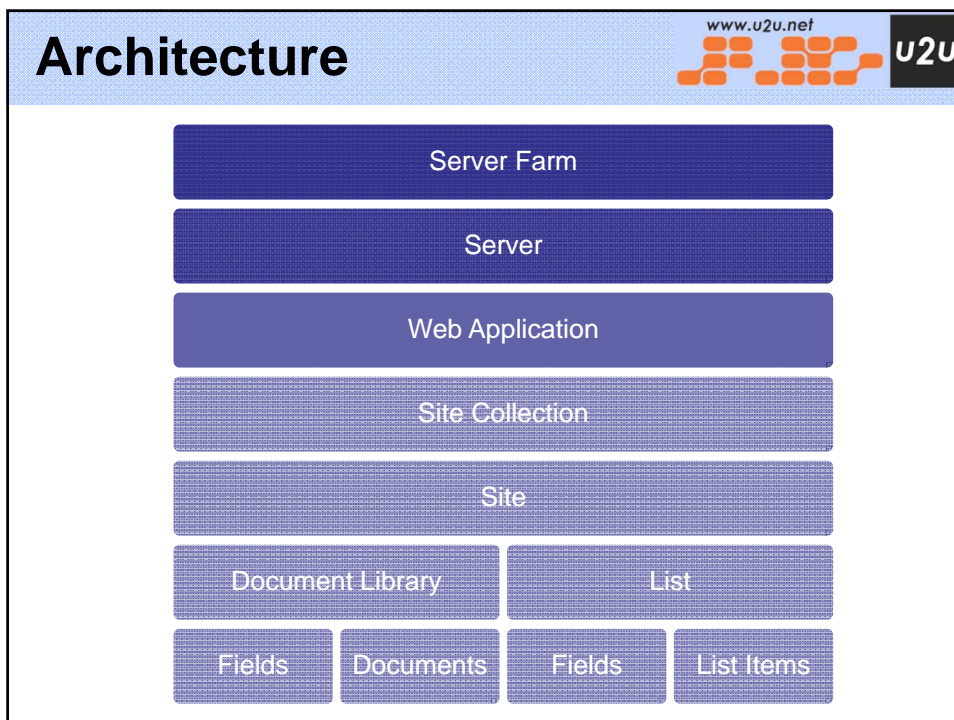 www.u2u.net
Architecture
u2u
Server Farm
Server
Web Application
Site Collection
Site
Document Library List
Fields Documents Fields List Items